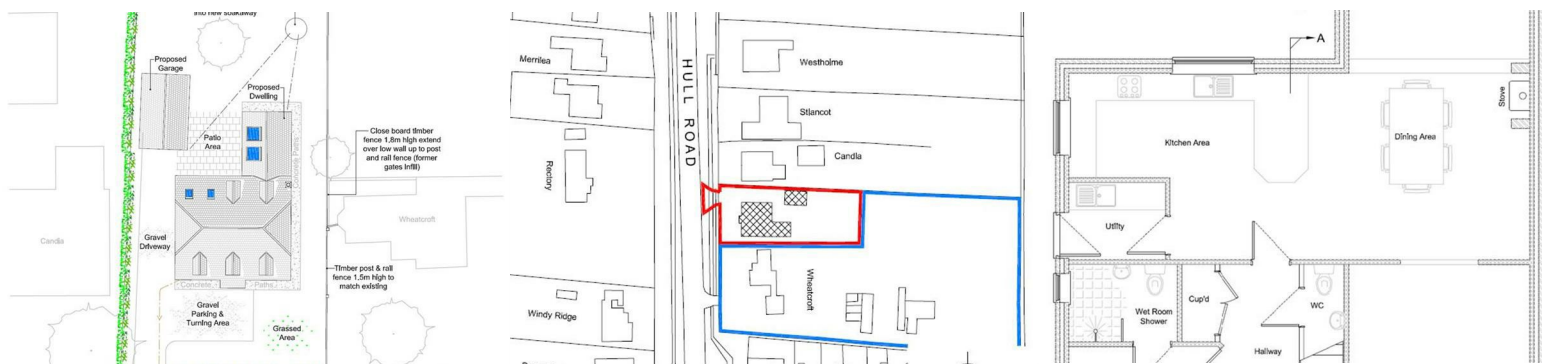 into new soakaway
Proposed
Garage
Proposed
Dwelling
Patio
Area
Concrete Paths
Close board timber
fence 1.8m high extend
over low wall up to post
and rail fence (former
gates infill)
Candia
Wheatcroft
Gravel
Driveway
Timber post & rail
fence 1.5m high to
match existing
Concrete
Paths
Gravel
Parking &
Turning Area
Grassed
Area
Merrilea
HULL ROAD
Westholme
Stlancot
Candia
Rectory
Wheatcroft
Windy Ridge
A
Kitchen Area
Dining Area
Stove
Utility
Wet Room
Shower
Cup'd
WC
Hallway